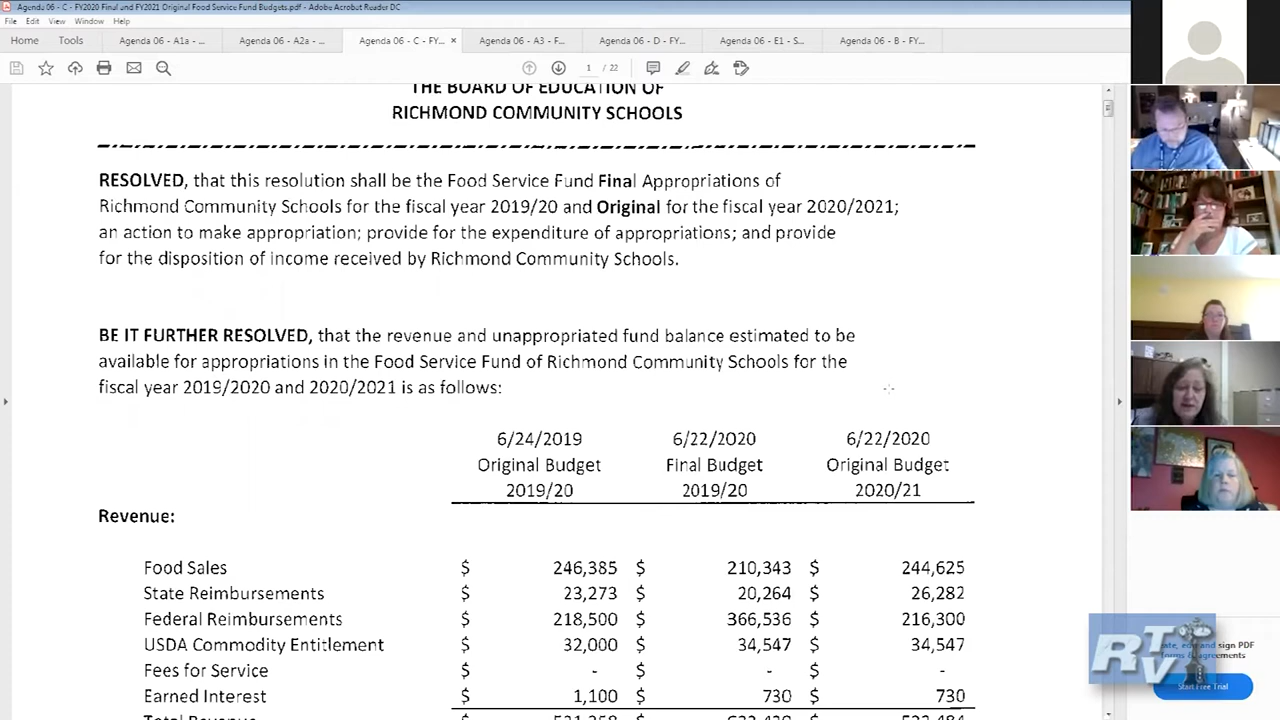 Agenda 06 - C - FY2020 Final and FY2021 Original Food Service Fund Budgets.pdf - Adobe Acrobat Reader DC
File Edit View Window Help
Home Tools Agenda 06 - A1a - ... Agenda 06 - A2a - ... Agenda 06 - C - FY... × Agenda 06 - A3 - F... Agenda 06 - D - FY... Agenda 06 - E1 - S... Agenda 06 - B - FY...
1 / 22
THE BOARD OF EDUCATION OF
RICHMOND COMMUNITY SCHOOLS
RESOLVED, that this resolution shall be the Food Service Fund Final Appropriations of
Richmond Community Schools for the fiscal year 2019/20 and Original for the fiscal year 2020/2021;
an action to make appropriation; provide for the expenditure of appropriations; and provide
for the disposition of income received by Richmond Community Schools.
BE IT FURTHER RESOLVED, that the revenue and unappropriated fund balance estimated to be
available for appropriations in the Food Service Fund of Richmond Community Schools for the
fiscal year 2019/2020 and 2020/2021 is as follows:
6/24/2019 6/22/2020 6/22/2020
Original Budget Final Budget Original Budget
2019/20 2019/20 2020/21
Revenue:
Food Sales $ 246,385 $ 210,343 $ 244,625
State Reimbursements $ 23,273 $ 20,264 $ 26,282
Federal Reimbursements $ 218,500 $ 366,536 $ 216,300
USDA Commodity Entitlement $ 32,000 $ 34,547 $ 34,547
Fees for Service $ - $ - $ -
Earned Interest $ 1,100 $ 730 $ 730
Total Revenue
RTV
edit and sign PDF
forms & agreements
Start Free Trial